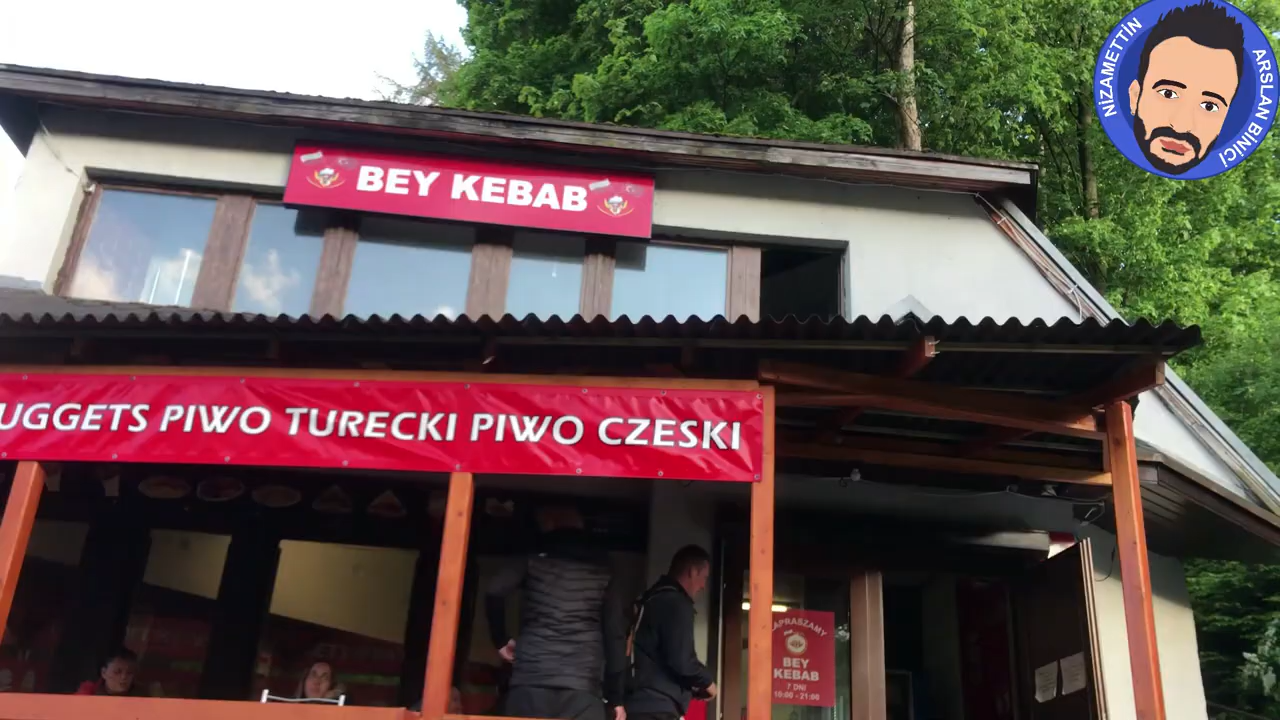 NİZAMETTİN ARSLAN BİNİCİ
BEY KEBAB
UGGETS PIWO TURECKI PIWO CZESKI
ZAPRASZAMY
BEY
KEBAB
7 DNI
10:00 - 21:00